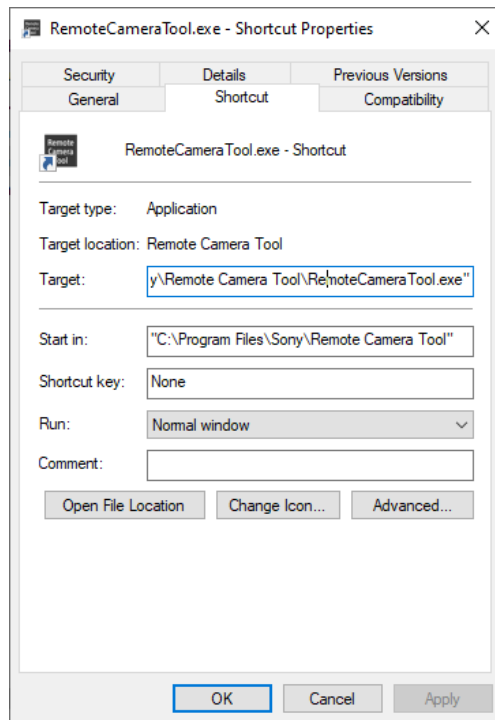 RemoteCameraTool.exe - Shortcut Properties
Security Details Previous Versions
General Shortcut Compatibility
Remote
Camera
Tool
RemoteCameraTool.exe - Shortcut
Target type: Application
Target location: Remote Camera Tool
Target: y\Remote Camera Tool\RemoteCameraTool.exe"
Start in: "C:\Program Files\Sony\Remote Camera Tool"
Shortcut key: None
Run: Normal window
Comment:
Open File Location Change Icon... Advanced...
OK Cancel Apply